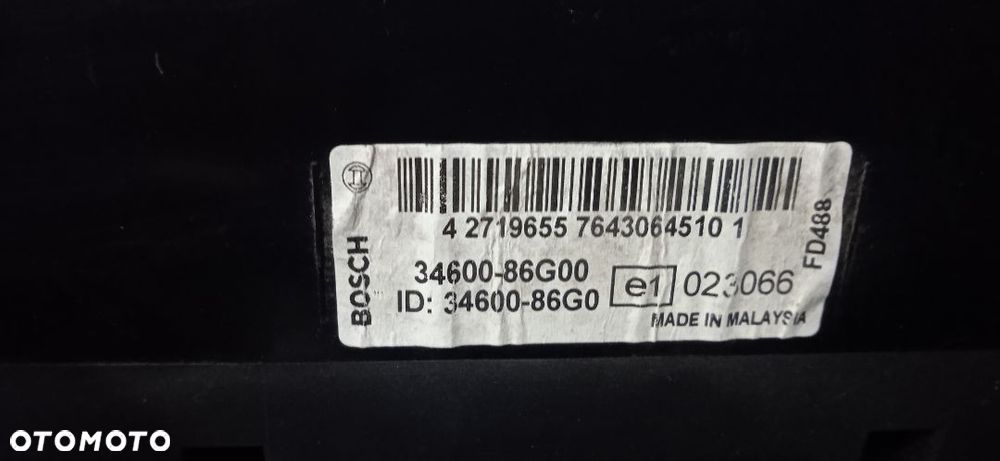 4 2719655 7643064510 1
BOSCH
34600-86G00
ID: 34600-86G0
e1
023066
FD488
MADE IN MALAYSIA
OTOMOTO